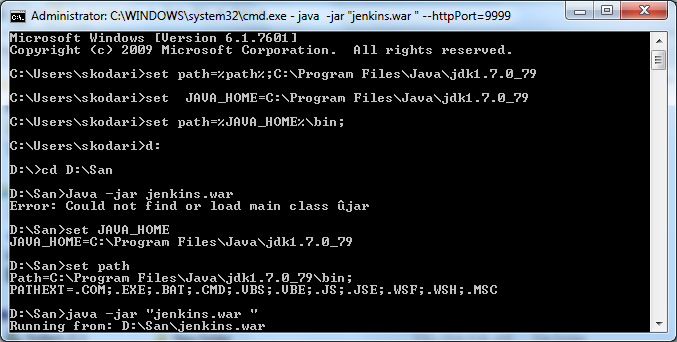 Administrator: C:\WINDOWS\system32\cmd.exe - java  -jar "jenkins.war " --httpPort=9999
Microsoft Windows [Version 6.1.7601]
Copyright (c) 2009 Microsoft Corporation.  All rights reserved.
C:\Users\skodari>set path=%path%;C:\Program Files\Java\jdk1.7.0_79
C:\Users\skodari>set  JAVA_HOME=C:\Program Files\Java\jdk1.7.0_79
C:\Users\skodari>set path=%JAVA_HOME%\bin;
C:\Users\skodari>d:
D:\>cd D:\San
D:\San>Java -jar jenkins.war
Error: Could not find or load main class ûjar
D:\San>set JAVA_HOME
JAVA_HOME=C:\Program Files\Java\jdk1.7.0_79
D:\San>set path
Path=C:\Program Files\Java\jdk1.7.0_79\bin;
PATHEXT=.COM;.EXE;.BAT;.CMD;.VBS;.VBE;.JS;.JSE;.WSF;.WSH;.MSC
D:\San>java -jar "jenkins.war "
Running from: D:\San\jenkins.war